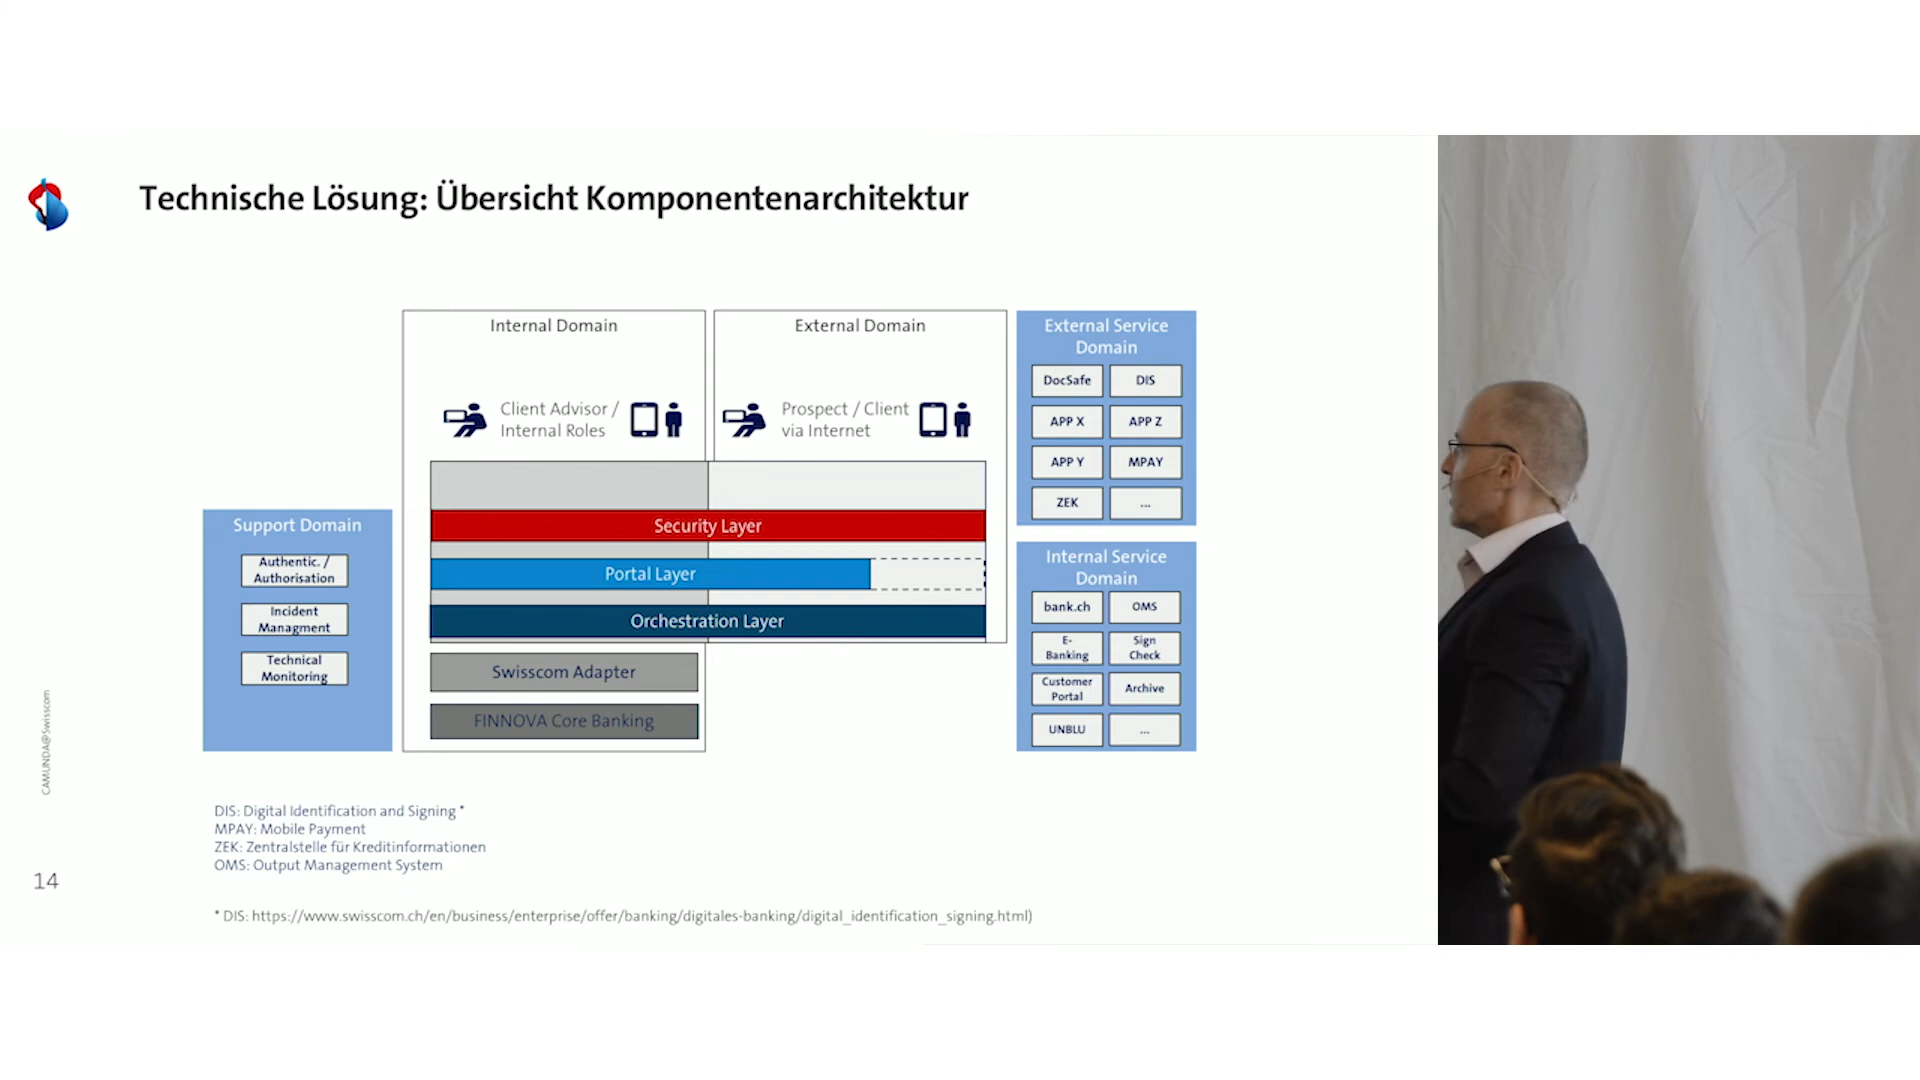 Technische Lösung: Übersicht Komponentenarchitektur
Internal Domain
External Domain
Client Advisor /
Internal Roles
Prospect / Client
via Internet
Security Layer
Portal Layer
Orchestration Layer
Swisscom Adapter
FINNOVA Core Banking
Support Domain
Authentic. /
Authorisation
Incident
Managment
Technical
Monitoring
External Service
Domain
DocSafe
DIS
APP X
APP Z
APP Y
MPAY
ZEK
...
Internal Service
Domain
bank.ch
OMS
E-
Banking
Sign
Check
Customer
Portal
Archive
UNBLU
...
CAMUNDA@Swisscom
DIS: Digital Identification and Signing *
MPAY: Mobile Payment
ZEK: Zentralstelle für Kreditinformationen
OMS: Output Management System
14
* DIS: https://www.swisscom.ch/en/business/enterprise/offer/banking/digitales-banking/digital_identification_signing.html)